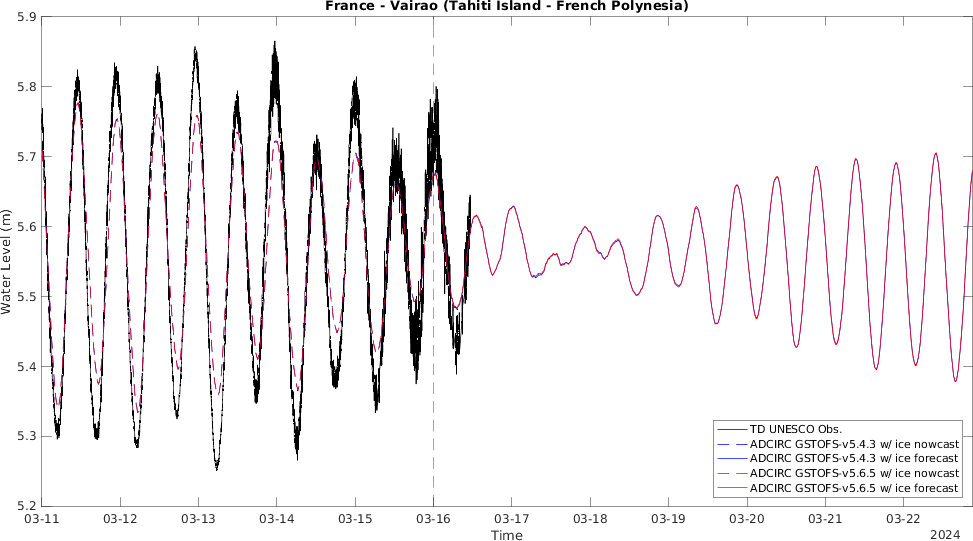 France - Vairao (Tahiti Island - French Polynesia)
5.9
5.8
5.7
5.6
5.5
5.4
5.3
5.2
Water Level (m)
TD UNESCO Obs.
ADCIRC GSTOFS-v5.4.3 w/ ice nowcast
ADCIRC GSTOFS-v5.4.3 w/ ice forecast
ADCIRC GSTOFS-v5.6.5 w/ ice nowcast
ADCIRC GSTOFS-v5.6.5 w/ ice forecast
03-11 03-12 03-13 03-14 03-15 03-16 03-17 03-18 03-19 03-20 03-21 03-22
Time
2024